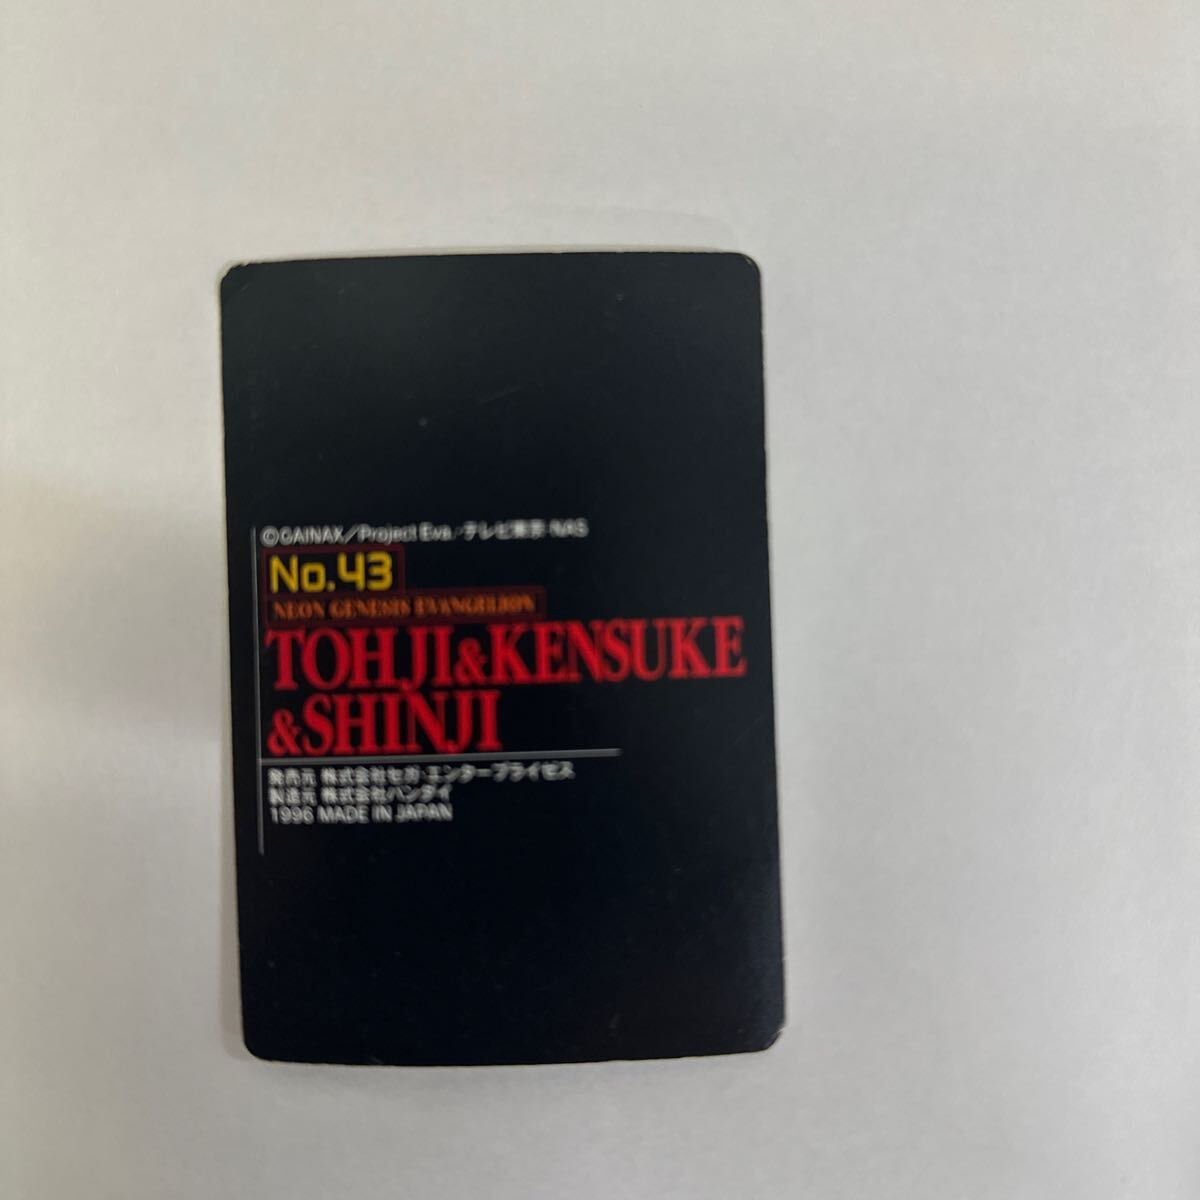 ©GAINAX／Project Eva.・テレビ東京・NAS
No.43
NEON GENESIS EVANGELION
TOHJI&KENSUKE
&SHINJI
発売元 株式会社セガ・エンタープライゼス
製造元 株式会社バンダイ
1996 MADE IN JAPAN